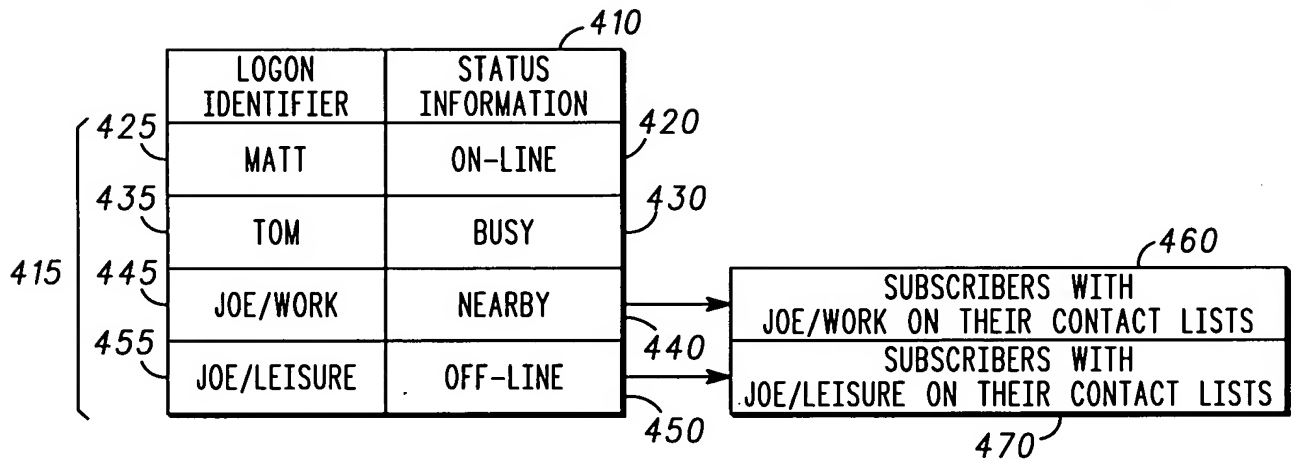 410
LOGON IDENTIFIER
STATUS INFORMATION
425
MATT
ON-LINE
420
435
TOM
BUSY
430
415
445
JOE/WORK
NEARBY
440
460
SUBSCRIBERS WITH
JOE/WORK ON THEIR CONTACT LISTS
455
JOE/LEISURE
OFF-LINE
450
SUBSCRIBERS WITH
JOE/LEISURE ON THEIR CONTACT LISTS
470